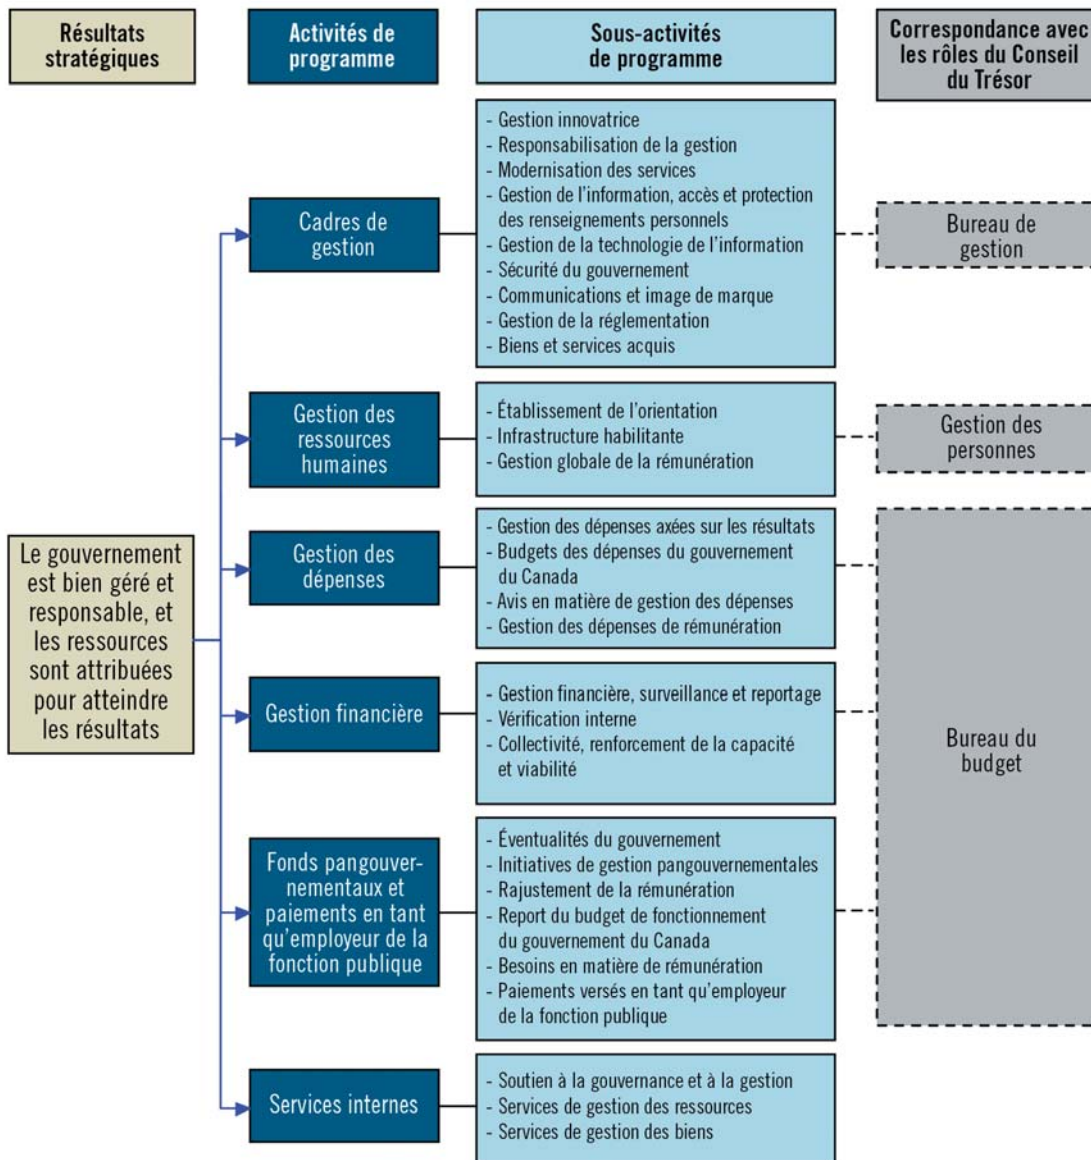 Résultats
stratégiques
Activités de
programme
Sous-activités
de programme
Correspondance avec
les rôles du Conseil
du Trésor
Le gouvernement
est bien géré et
responsable, et
les ressources
sont attribuées
pour atteindre
les résultats
Cadres de
gestion
- Gestion innovatrice
- Responsabilisation de la gestion
- Modernisation des services
- Gestion de l'information, accès et protection
des renseignements personnels
- Gestion de la technologie de l'information
- Sécurité du gouvernement
- Communications et image de marque
- Gestion de la réglementation
- Biens et services acquis
Bureau de
gestion
Gestion des
ressources
humaines
- Établissement de l'orientation
- Infrastructure habilitante
- Gestion globale de la rémunération
Gestion des
personnes
Gestion des
dépenses
- Gestion des dépenses axées sur les résultats
- Budgets des dépenses du gouvernement
du Canada
- Avis en matière de gestion des dépenses
- Gestion des dépenses de rémunération
Gestion financière
- Gestion financière, surveillance et reportage
- Vérification interne
- Collectivité, renforcement de la capacité
et viabilité
Bureau du
budget
Fonds pangouver-
nementaux et
paiements en tant
qu'employeur de la
fonction publique
- Éventualités du gouvernement
- Initiatives de gestion pangouvernementales
- Rajustement de la rémunération
- Report du budget de fonctionnement
du gouvernement du Canada
- Besoins en matière de rémunération
- Paiements versés en tant qu'employeur
de la fonction publique
Services internes
- Soutien à la gouvernance et à la gestion
- Services de gestion des ressources
- Services de gestion des biens